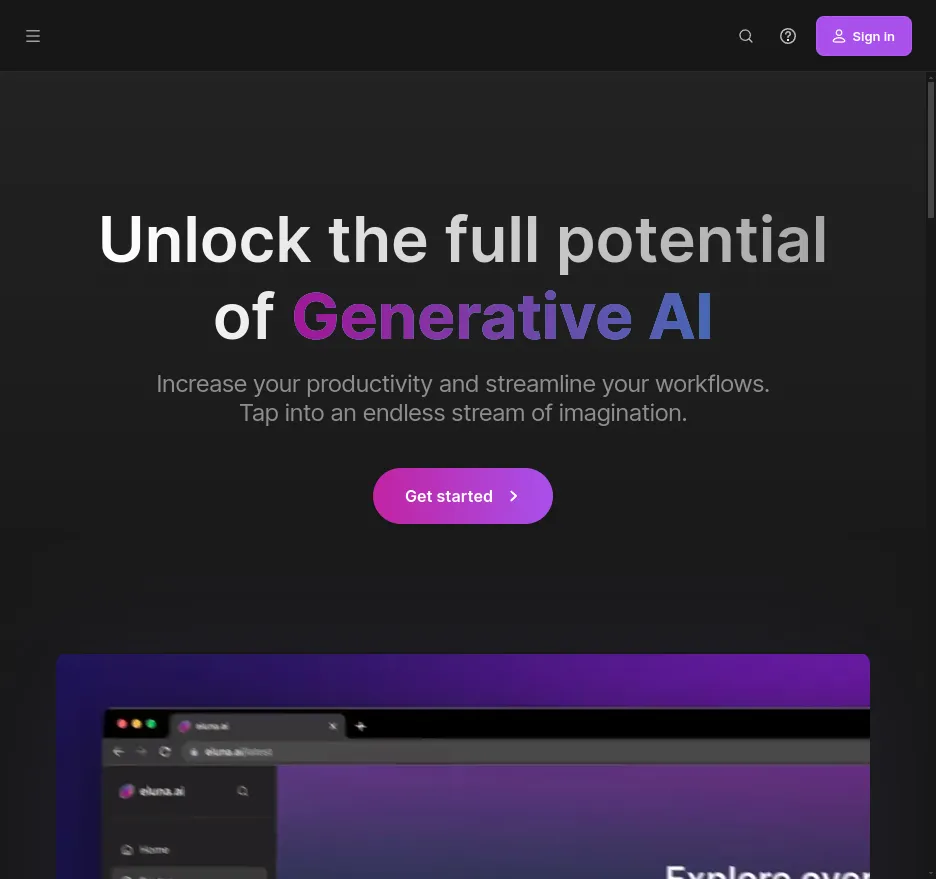 Sign in
Unlock the full potential
of Generative AI
Increase your productivity and streamline your workflows.
Tap into an endless stream of imagination.
Get started
eluna.ai
eluna.ai/latest
eluna.ai
Home
Explore over